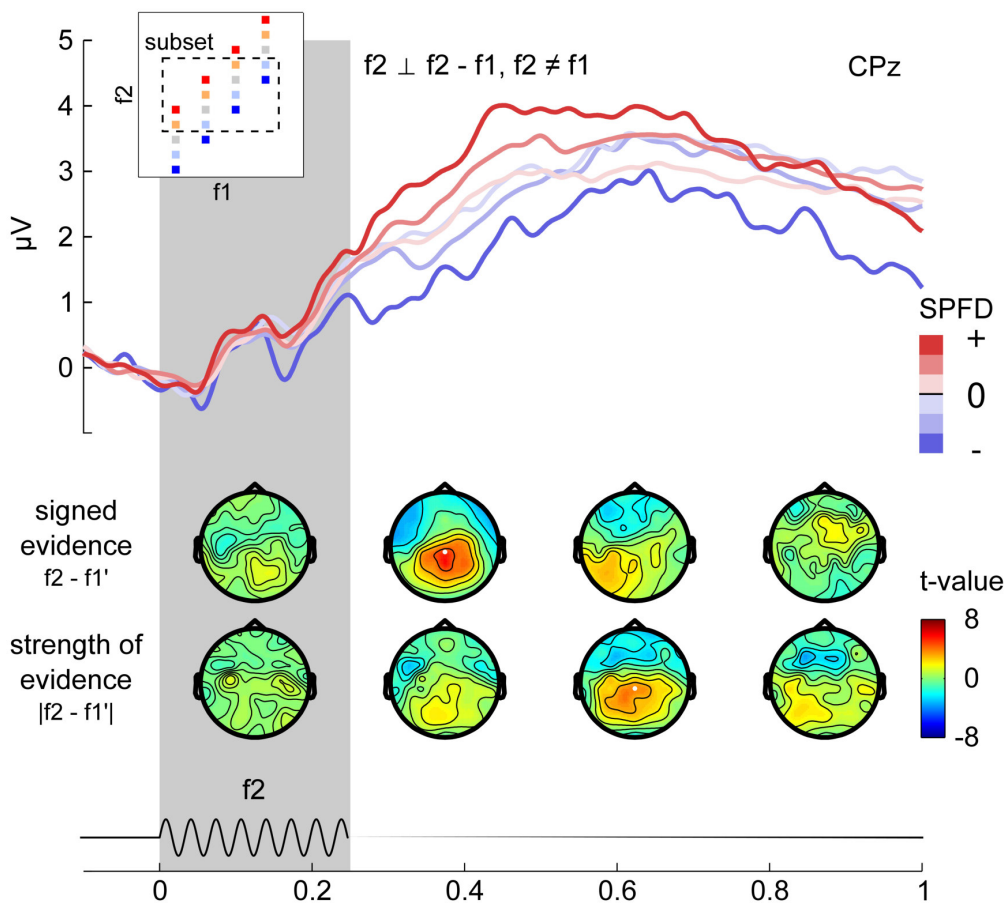 5
subset
f2 ⊥ f2 - f1, f2 ≠ f1
CPz
f2
4
3
f1
µV
2
1
0
SPFD
+
0
-
signed
evidence
f2 - f1'
t-value
8
0
-8
strength of
evidence
|f2 - f1'|
f2
0
0.2
0.4
0.6
0.8
1